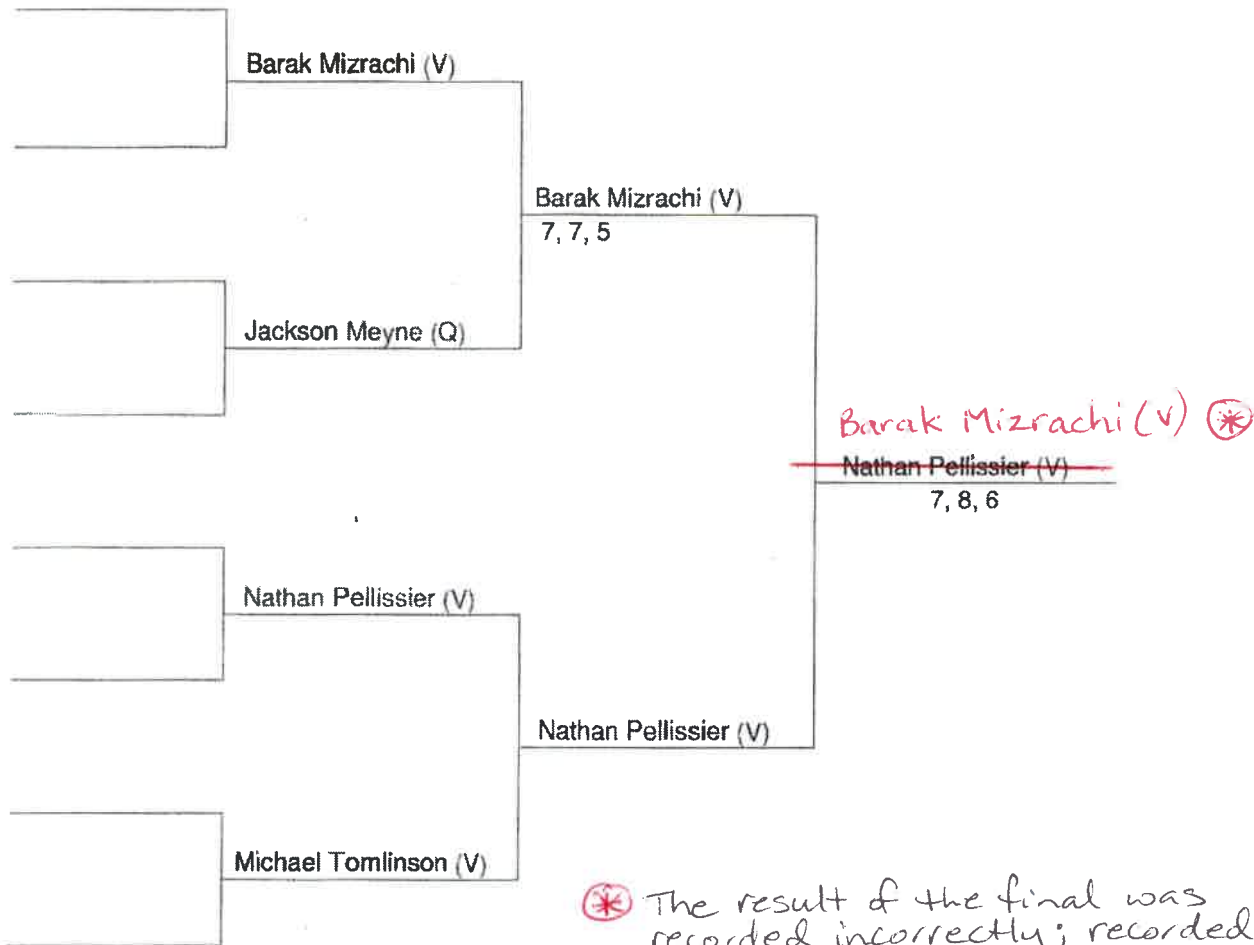 Barak Mizrachi (V)
Barak Mizrachi (V)
7, 7, 5
Jackson Meyne (Q)
Barak Mizrachi (V) *
Nathan Pellissier (V)
7, 8, 6
Nathan Pellissier (V)
Nathan Pellissier (V)
Michael Tomlinson (V)
* The result of the final was
recorded incorrectly; recorded